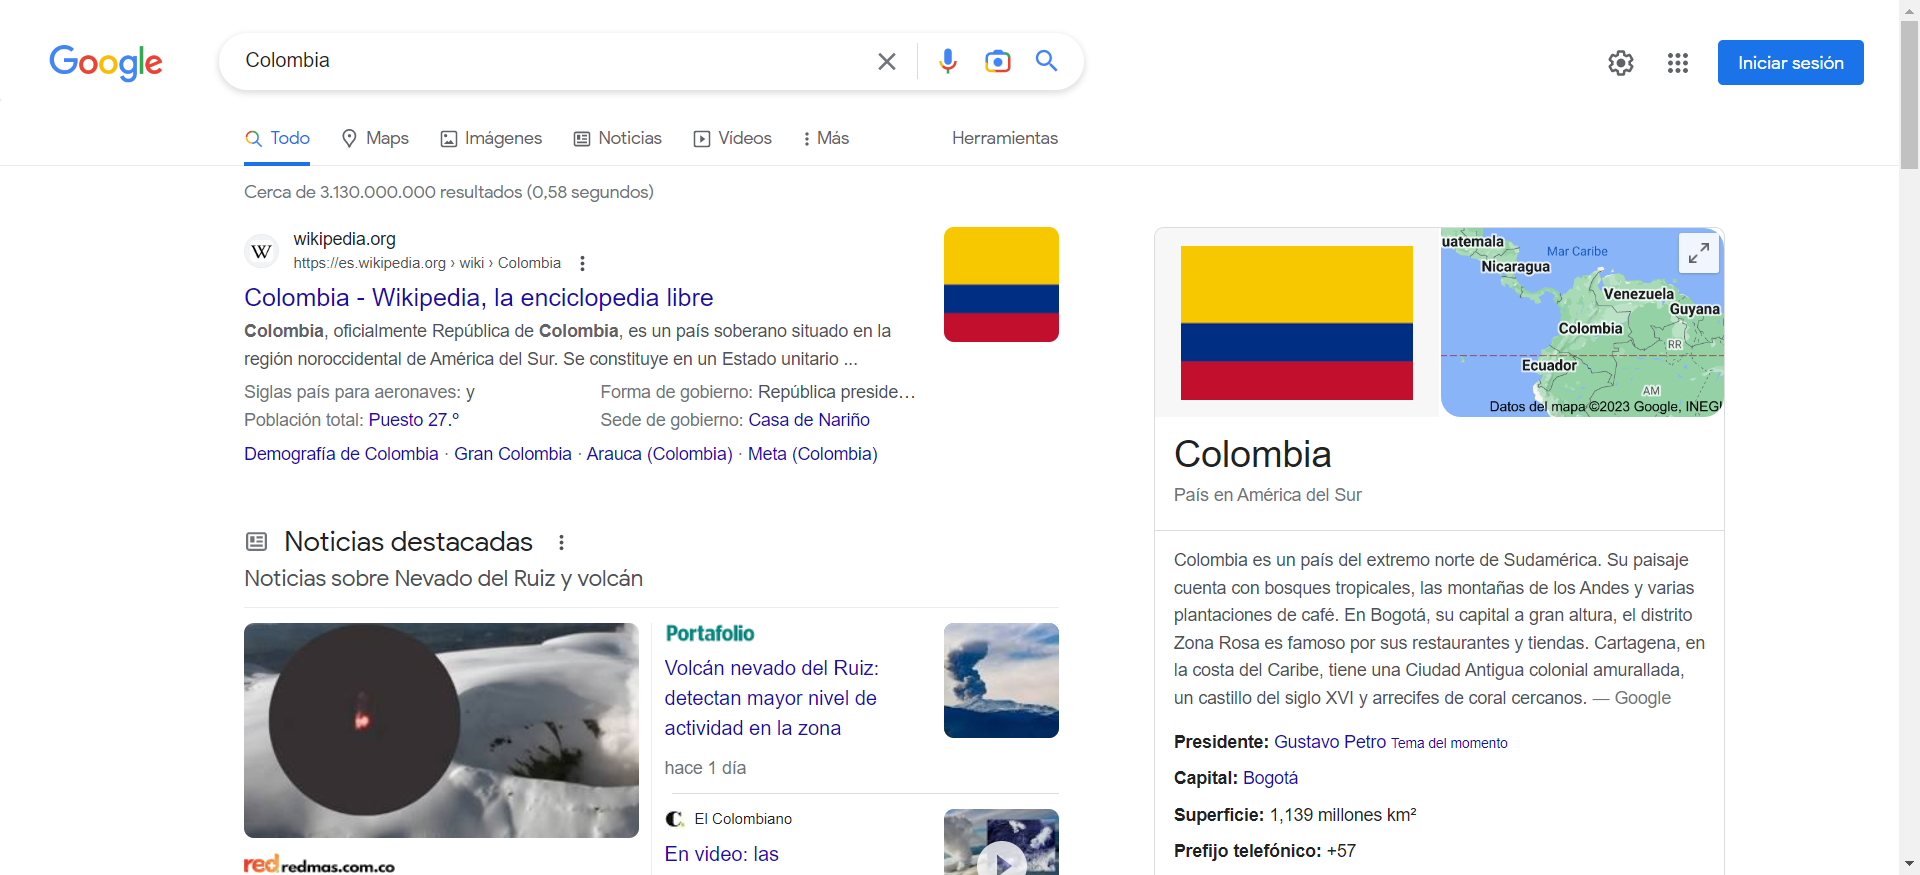 Google
Colombia
Iniciar sesión
Todo
Maps
Imágenes
Noticias
Vídeos
Más
Herramientas
Cerca de 3.130.000.000 resultados (0,58 segundos)
W
wikipedia.org
https://es.wikipedia.org › wiki › Colombia
Colombia - Wikipedia, la enciclopedia libre
Colombia, oficialmente República de Colombia, es un país soberano situado en la
región noroccidental de América del Sur. Se constituye en un Estado unitario ...
Siglas país para aeronaves: y
Forma de gobierno: República preside…
Población total: Puesto 27.º
Sede de gobierno: Casa de Nariño
Demografía de Colombia · Gran Colombia · Arauca (Colombia) · Meta (Colombia)
Noticias destacadas
Noticias sobre Nevado del Ruiz y volcán
red redmas.com.co
Portafolio
Volcán nevado del Ruiz:
detectan mayor nivel de
actividad en la zona
hace 1 día
C.
El Colombiano
En video: las
uatemala
Mar Caribe
Nicaragua
Venezuela
Guyana
Colombia
RR
Ecuador
AM
Datos del mapa ©2023 Google, INEGI
Colombia
País en América del Sur
Colombia es un país del extremo norte de Sudamérica. Su paisaje
cuenta con bosques tropicales, las montañas de los Andes y varias
plantaciones de café. En Bogotá, su capital a gran altura, el distrito
Zona Rosa es famoso por sus restaurantes y tiendas. Cartagena, en
la costa del Caribe, tiene una Ciudad Antigua colonial amurallada,
un castillo del siglo XVI y arrecifes de coral cercanos. — Google
Presidente: Gustavo Petro Tema del momento
Capital: Bogotá
Superficie: 1,139 millones km²
Prefijo telefónico: +57